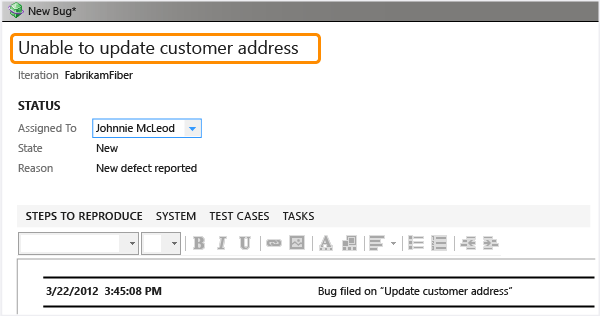 New Bug*
Unable to update customer address
Iteration FabrikamFiber
STATUS
Assigned To Johnnie McLeod
State New
Reason New defect reported
STEPS TO REPRODUCE SYSTEM TEST CASES TASKS
B I U A
3/22/2012 3:45:08 PM Bug filed on “Update customer address”